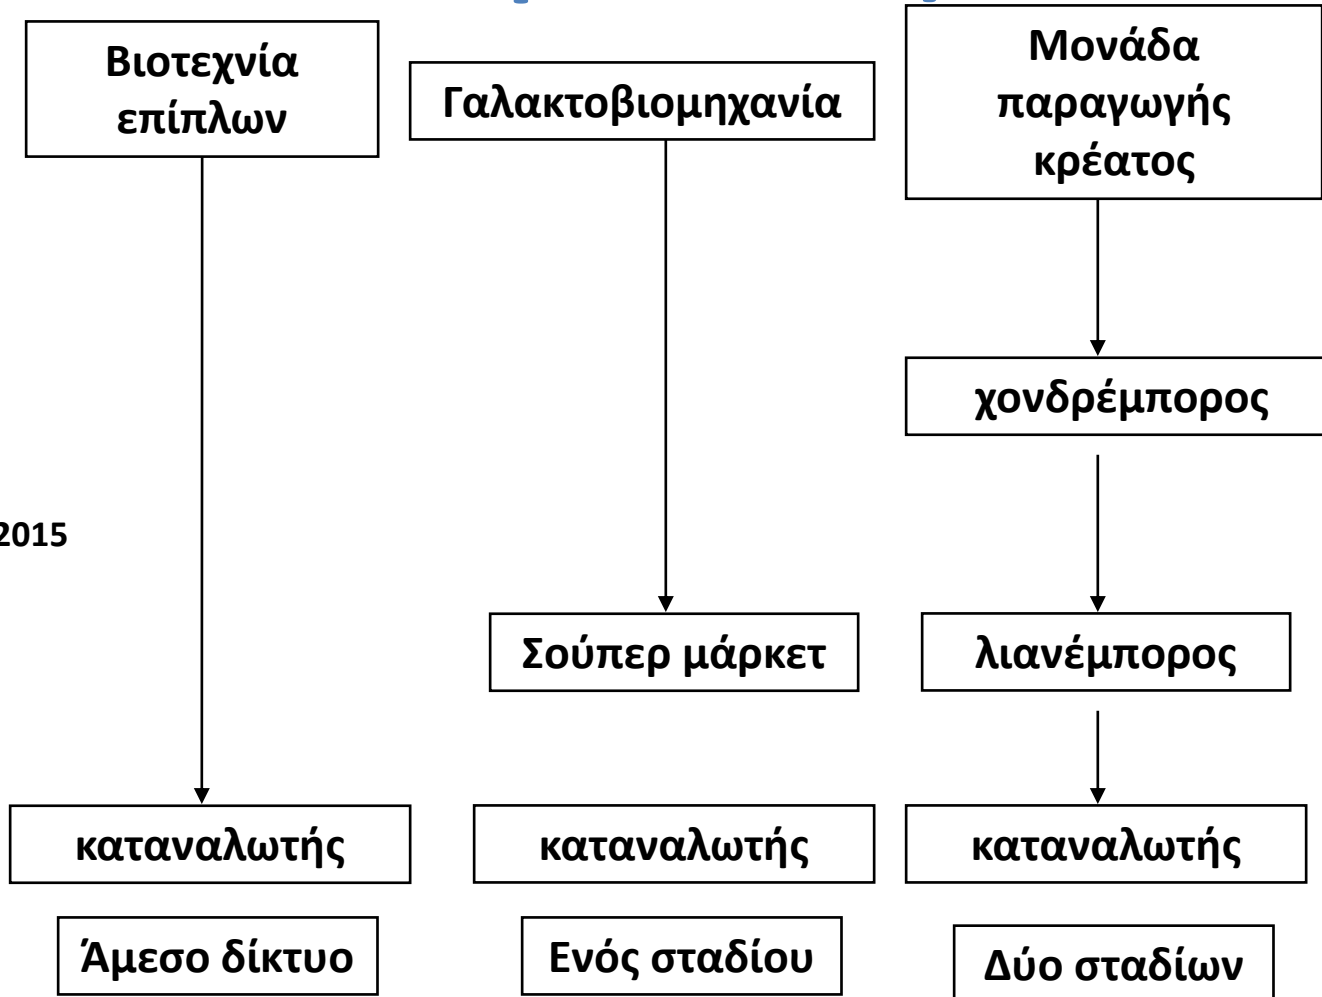 Βιοτεχνία
επίπλων
Γαλακτοβιομηχανία
Μονάδα
παραγωγής
κρέατος
χονδρέμπορος
2015
Σούπερ μάρκετ
λιανέμπορος
καταναλωτής
καταναλωτής
καταναλωτής
Άμεσο δίκτυο
Ενός σταδίου
Δύο σταδίων